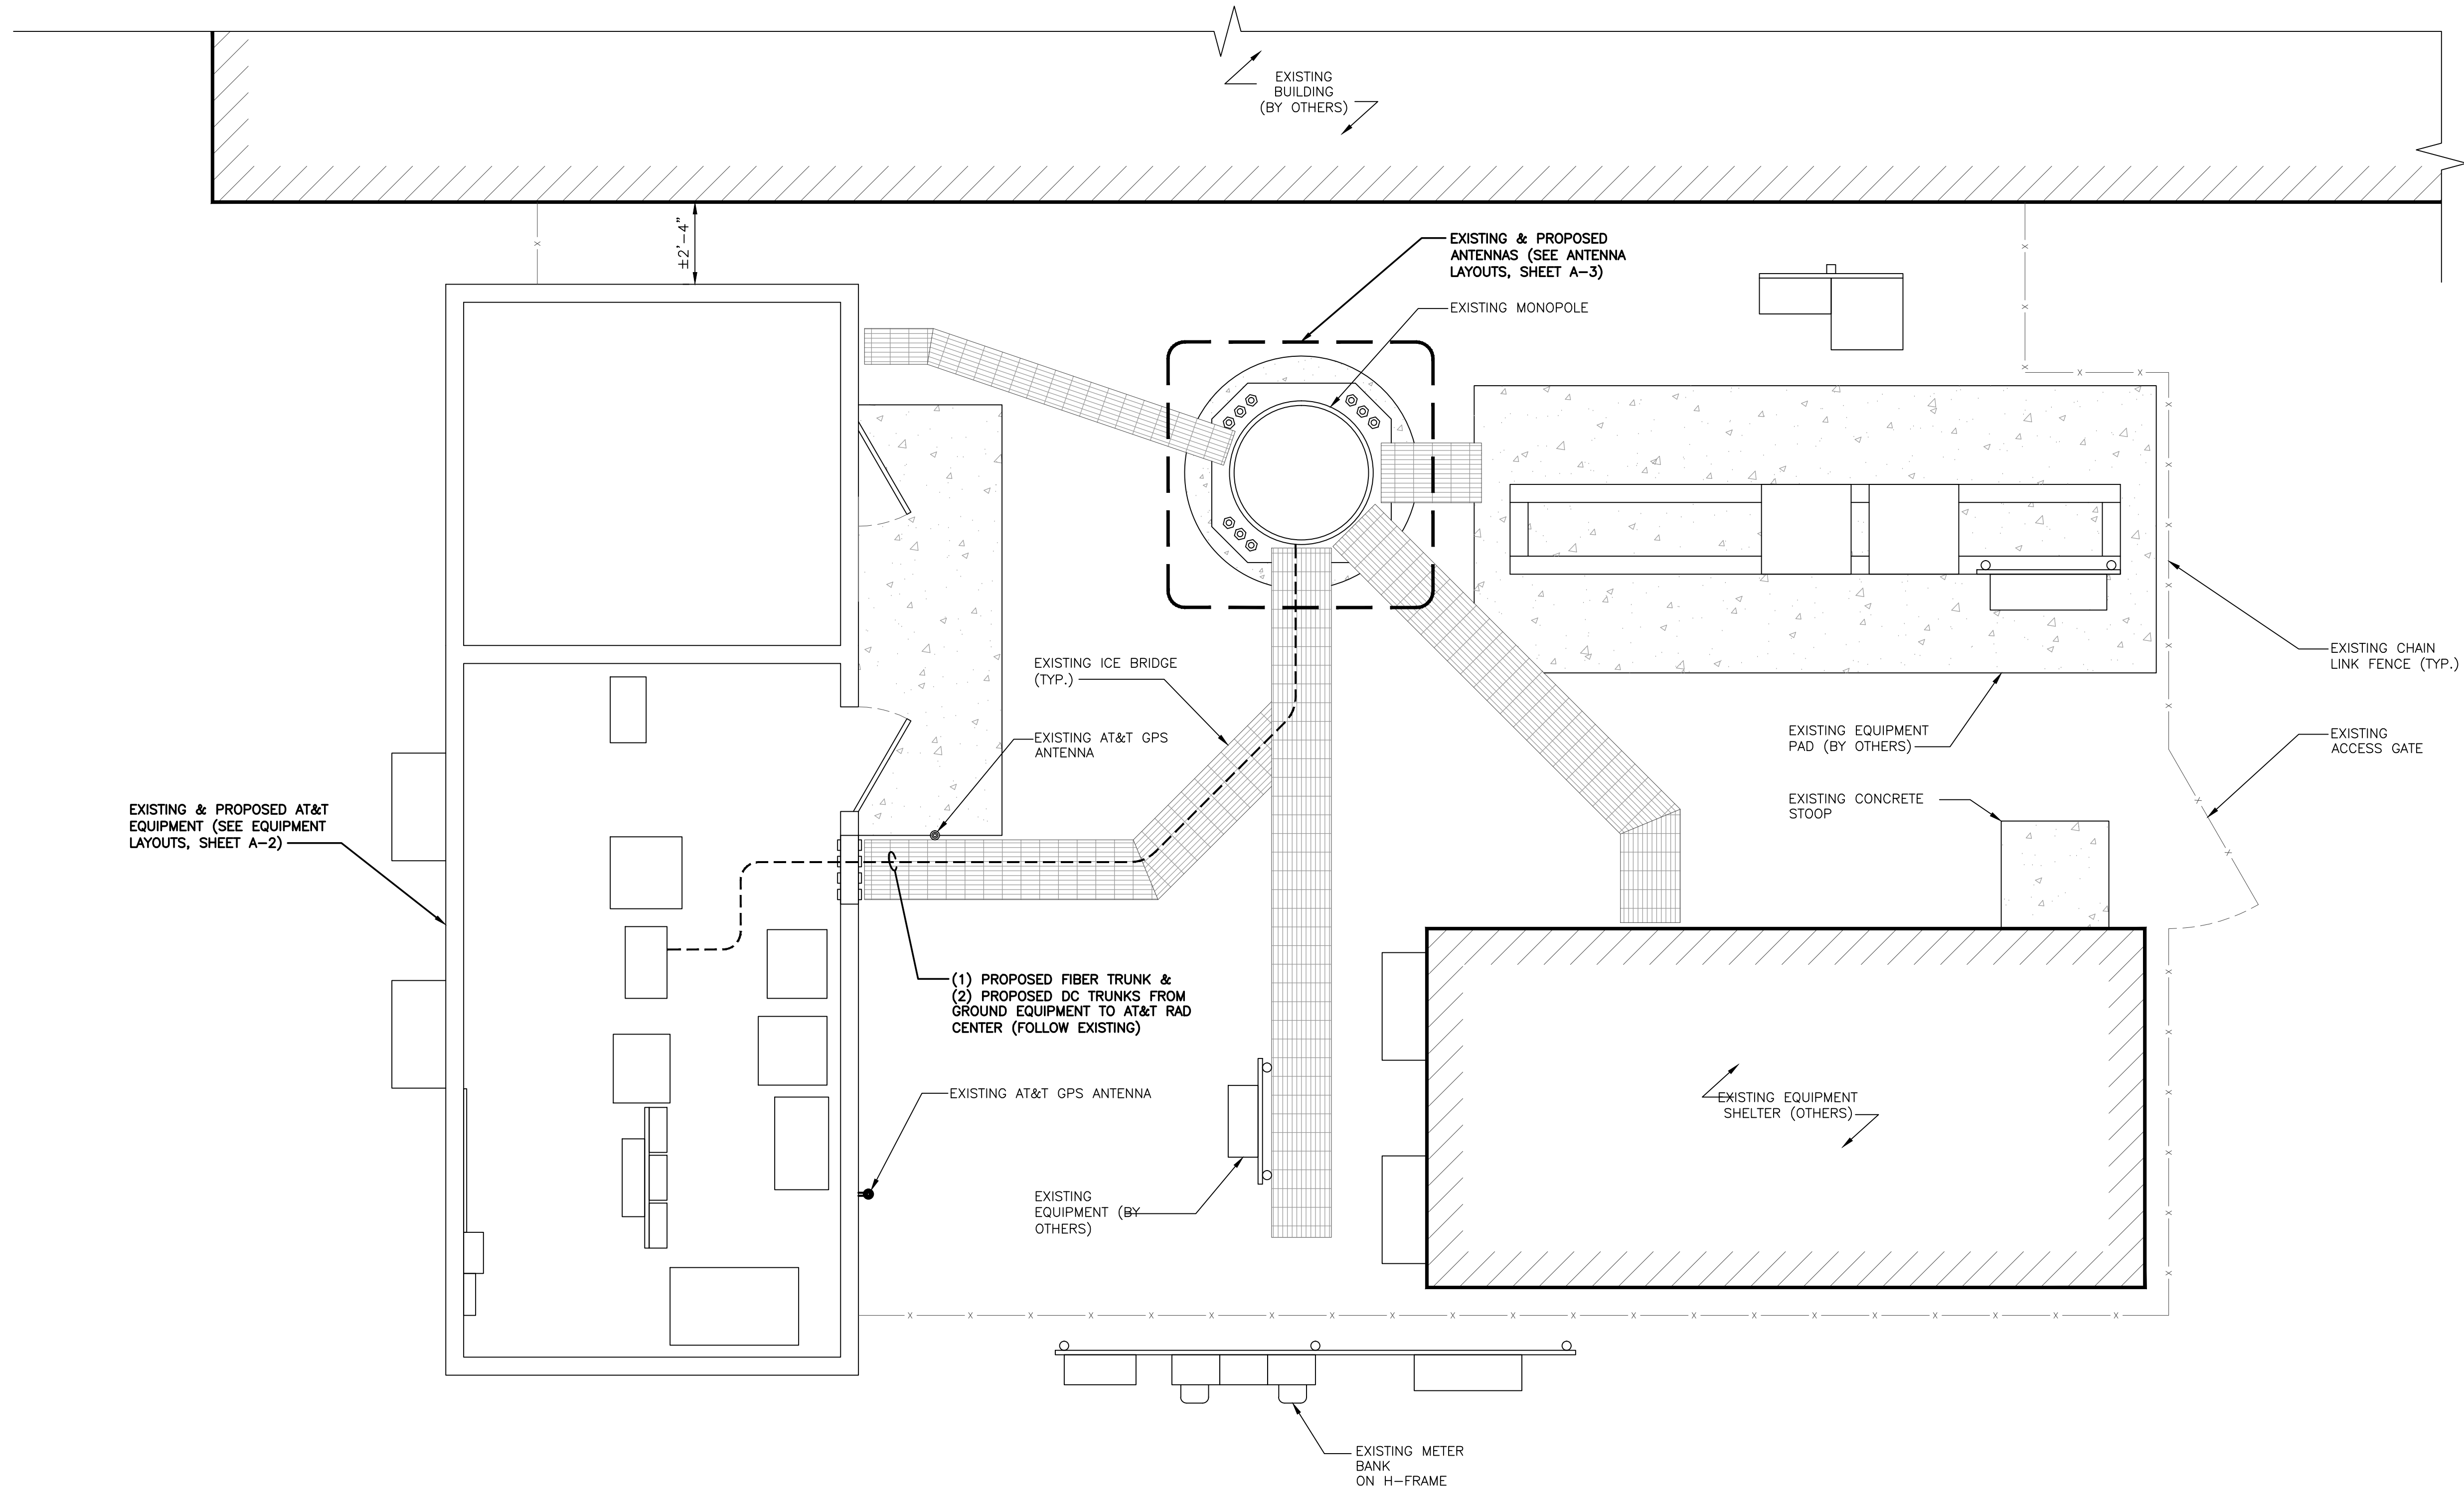 EXISTING
BUILDING
(BY OTHERS)
±2'-4"
EXISTING & PROPOSED
ANTENNAS (SEE ANTENNA
LAYOUTS, SHEET A-3)
EXISTING MONOPOLE
EXISTING CHAIN
LINK FENCE (TYP.)
EXISTING ICE BRIDGE
(TYP.)
EXISTING AT&T GPS
ANTENNA
EXISTING EQUIPMENT
PAD (BY OTHERS)
EXISTING
ACCESS GATE
EXISTING CONCRETE
STOOP
EXISTING & PROPOSED AT&T
EQUIPMENT (SEE EQUIPMENT
LAYOUTS, SHEET A-2)
(1) PROPOSED FIBER TRUNK &
(2) PROPOSED DC TRUNKS FROM
GROUND EQUIPMENT TO AT&T RAD
CENTER (FOLLOW EXISTING)
EXISTING AT&T GPS ANTENNA
EXISTING EQUIPMENT
SHELTER (OTHERS)
EXISTING
EQUIPMENT (BY
OTHERS)
EXISTING METER
BANK
ON H-FRAME